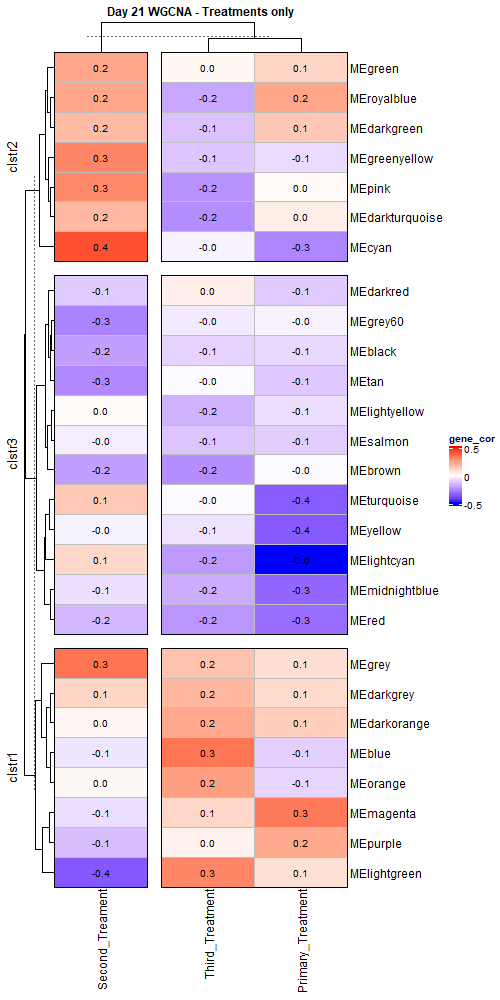 Day 21 WGCNA - Treatments only
clstr2
0.2 0.0 0.1 MEgreen
0.2 -0.2 0.2 MEroyalblue
0.2 -0.1 0.1 MEdarkgreen
0.3 -0.1 -0.1 MEgreenyellow
0.3 -0.2 0.0 MEpink
0.2 -0.2 0.0 MEdarkturquoise
0.4 -0.0 -0.3 MEcyan
clstr3
-0.1 0.0 -0.1 MEdarkred
-0.3 -0.0 -0.0 MEgrey60
-0.2 -0.1 -0.1 MEblack
-0.3 -0.0 -0.1 MEtan
0.0 -0.2 -0.1 MElightyellow
-0.0 -0.1 -0.1 MEsalmon
-0.2 -0.2 -0.0 MEbrown
0.1 -0.0 -0.4 MEturquoise
-0.0 -0.1 -0.4 MEyellow
0.1 -0.2 MElightcyan
-0.1 -0.2 -0.3 MEmidnightblue
-0.2 -0.2 -0.3 MEred
clstr1
0.3 0.2 0.1 MEgrey
0.1 0.2 0.1 MEdarkgrey
0.0 0.2 0.1 MEdarkorange
-0.1 0.3 -0.1 MEblue
0.0 0.2 -0.1 MEorange
-0.1 0.1 0.3 MEmagenta
-0.1 0.0 0.2 MEpurple
-0.4 0.3 0.1 MElightgreen
Second_Treament
Third_Treatment
Primary_Treatment
gene_cor
0.5
0
-0.5